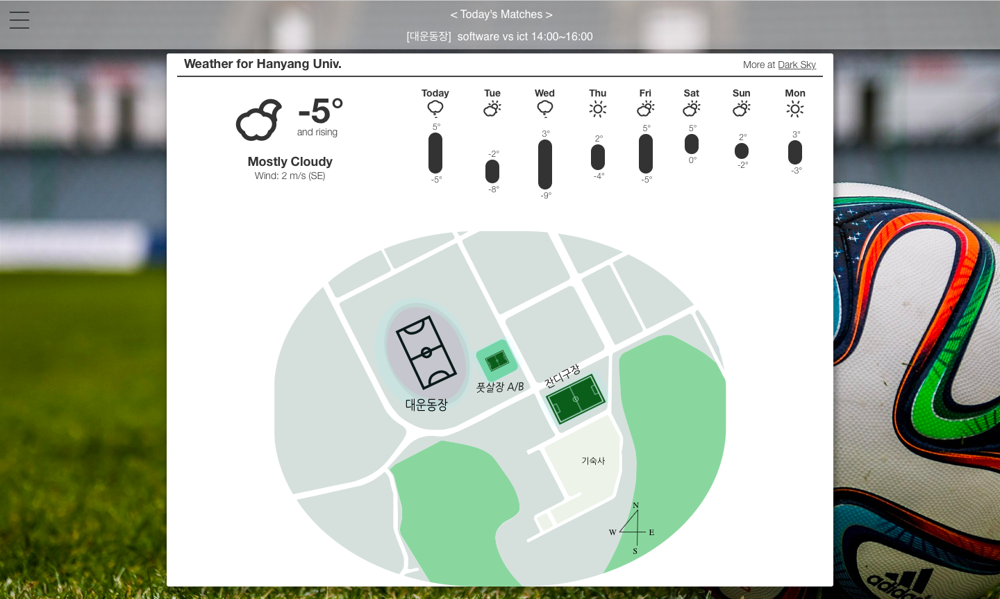 < Today's Matches >
[대운동장] software vs ict 14:00~16:00
Weather for Hanyang Univ.
More at Dark Sky
-5°
and rising
Mostly Cloudy
Wind: 2 m/s (SE)
Today Tue Wed Thu Fri Sat Sun Mon
5° -2° 3° 2° 5° 5° 2° 3°
-5° -8° -9° -4° -5° 0° -2° -3°
대운동장
풋살장 A/B
잔디구장
기숙사
N
W E
S
adidas